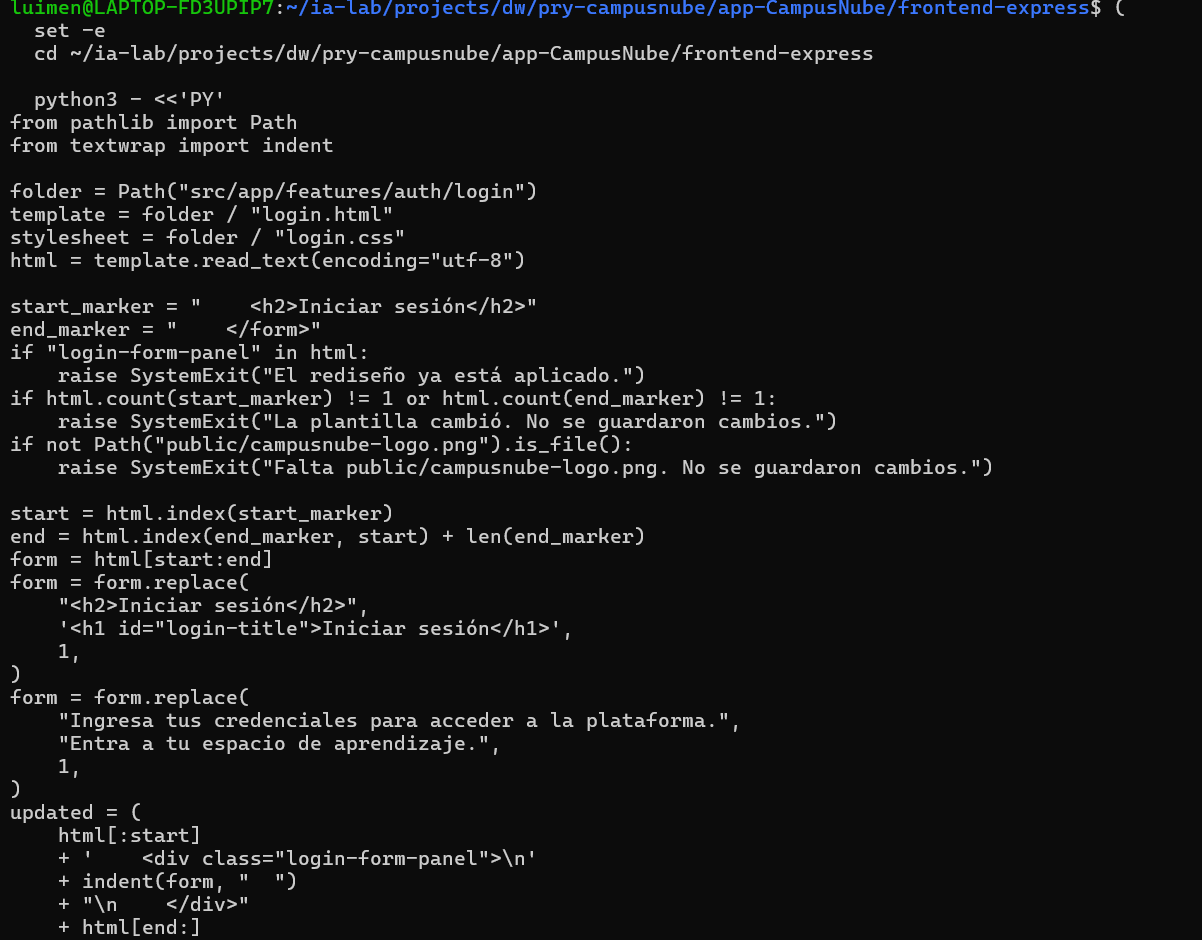 luimen@LAPTOP-FD3UPIP7:~/ia-lab/projects/dw/pry-campusnube/app-CampusNube/frontend-express$ (
  set -e
  cd ~/ia-lab/projects/dw/pry-campusnube/app-CampusNube/frontend-express

  python3 - <<'PY'
from pathlib import Path
from textwrap import indent

folder = Path("src/app/features/auth/login")
template = folder / "login.html"
stylesheet = folder / "login.css"
html = template.read_text(encoding="utf-8")

start_marker = "    <h2>Iniciar sesión</h2>"
end_marker = "    </form>"
if "login-form-panel" in html:
    raise SystemExit("El rediseño ya está aplicado.")
if html.count(start_marker) != 1 or html.count(end_marker) != 1:
    raise SystemExit("La plantilla cambió. No se guardaron cambios.")
if not Path("public/campusnube-logo.png").is_file():
    raise SystemExit("Falta public/campusnube-logo.png. No se guardaron cambios.")

start = html.index(start_marker)
end = html.index(end_marker, start) + len(end_marker)
form = html[start:end]
form = form.replace(
    "<h2>Iniciar sesión</h2>",
    '<h1 id="login-title">Iniciar sesión</h1>',
    1,
)
form = form.replace(
    "Ingresa tus credenciales para acceder a la plataforma.",
    "Entra a tu espacio de aprendizaje.",
    1,
)
updated = (
    html[:start]
    + '    <div class="login-form-panel">\n'
    + indent(form, "  ")
    + "\n    </div>"
    + html[end:]